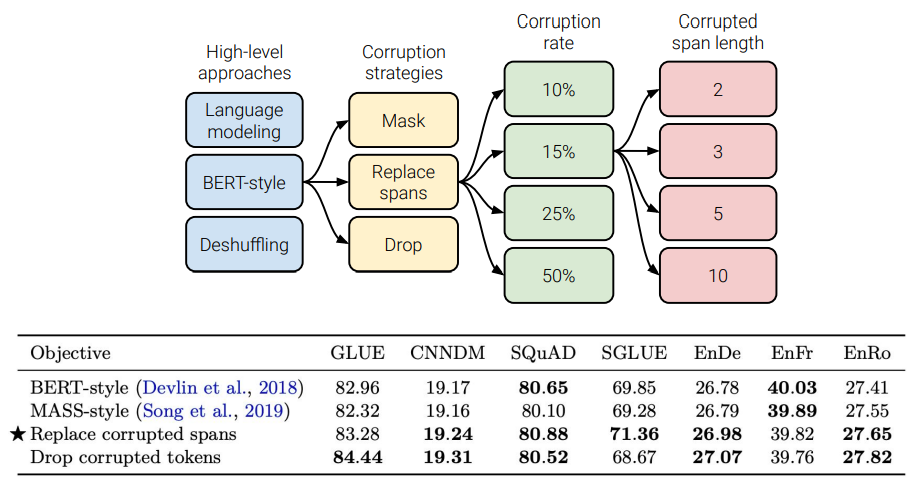 High-level
approaches
Corruption
strategies
Corruption
rate
Corrupted
span length
Language
modeling
BERT-style
Deshuffling
Mask
Replace
spans
Drop
10%
15%
25%
50%
2
3
5
10
Objective GLUE CNNDM SQuAD SGLUE EnDe EnFr EnRo
BERT-style (Devlin et al., 2018) 82.96 19.17 80.65 69.85 26.78 40.03 27.41
MASS-style (Song et al., 2019) 82.32 19.16 80.10 69.28 26.79 39.89 27.55
★ Replace corrupted spans 83.28 19.24 80.88 71.36 26.98 39.82 27.65
Drop corrupted tokens 84.44 19.31 80.52 68.67 27.07 39.76 27.82